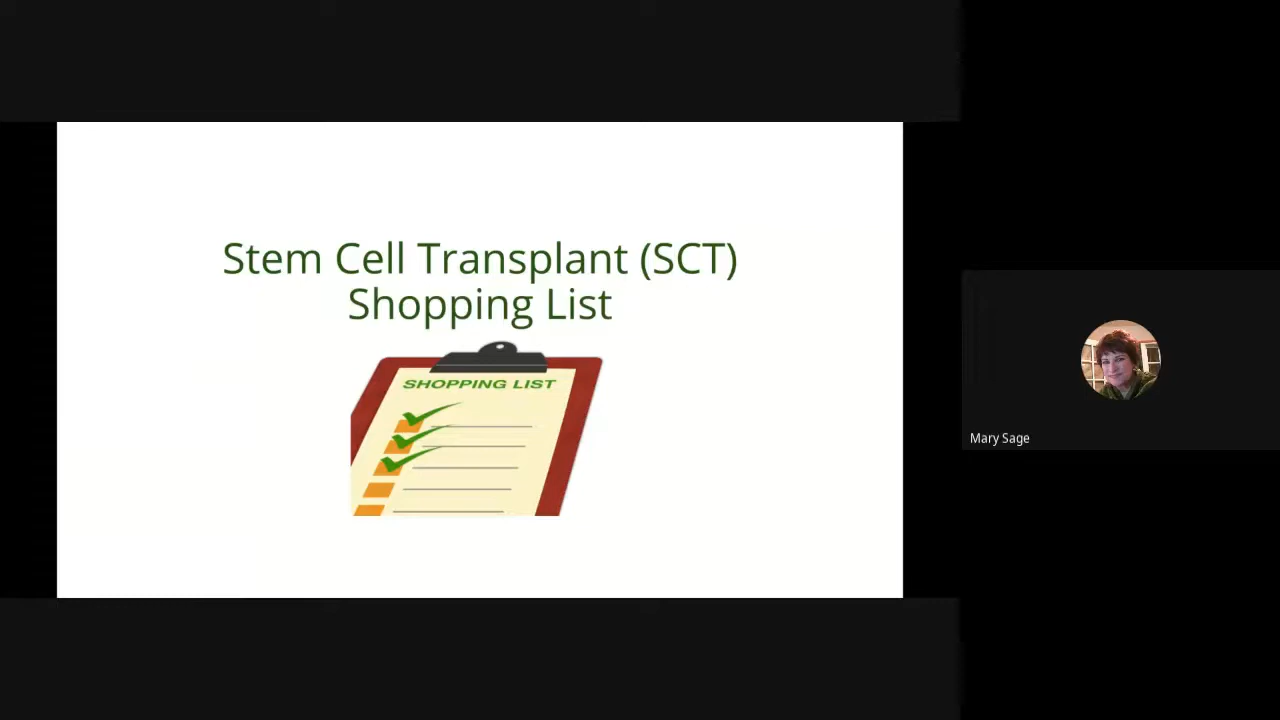 Stem Cell Transplant (SCT)
Shopping List
SHOPPING LIST
Mary Sage